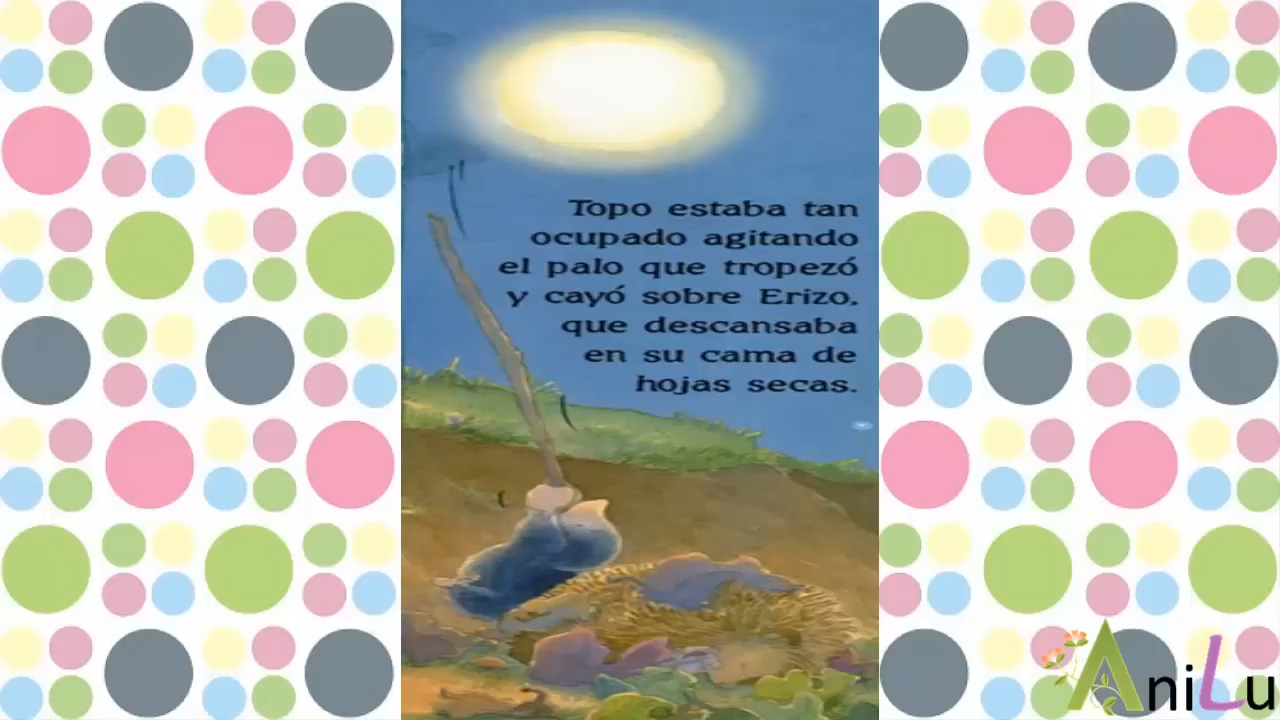 Topo estaba tan
ocupado agitando
el palo que tropezó
y cayó sobre Erizo,
que descansaba
en su cama de
hojas secas.
AniLu